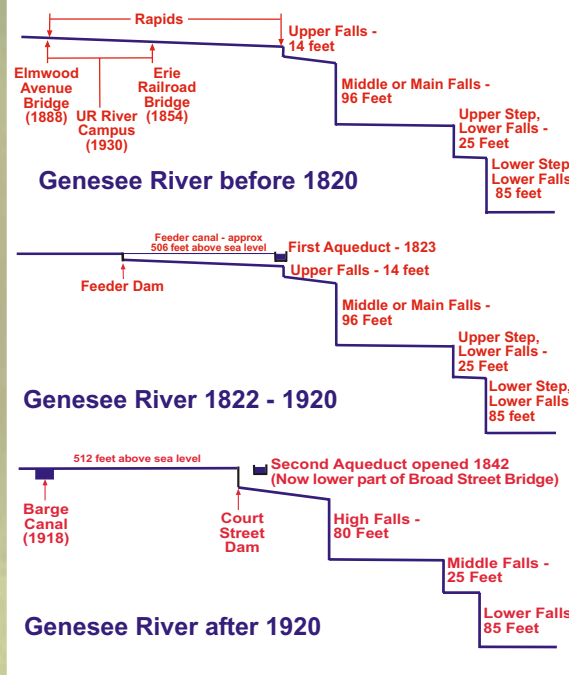 Rapids
Upper Falls -
14 feet
Elmwood
Avenue
Bridge
(1888)
UR River
Campus
(1930)
Erie
Railroad
Bridge
(1854)
Middle or Main Falls -
96 Feet
Upper Step,
Lower Falls -
25 Feet
Lower Step
Lower Falls
85 feet
Genesee River before 1820
Feeder canal - approx
506 feet above sea level
First Aqueduct - 1823
Upper Falls - 14 feet
Feeder Dam
Middle or Main Falls -
96 Feet
Upper Step,
Lower Falls -
25 Feet
Lower Step,
Lower Falls
85 feet
Genesee River 1822 - 1920
512 feet above sea level
Second Aqueduct opened 1842
(Now lower part of Broad Street Bridge)
Barge
Canal
(1918)
Court
Street
Dam
High Falls -
80 Feet
Middle Falls -
25 Feet
Lower Falls
85 Feet
Genesee River after 1920